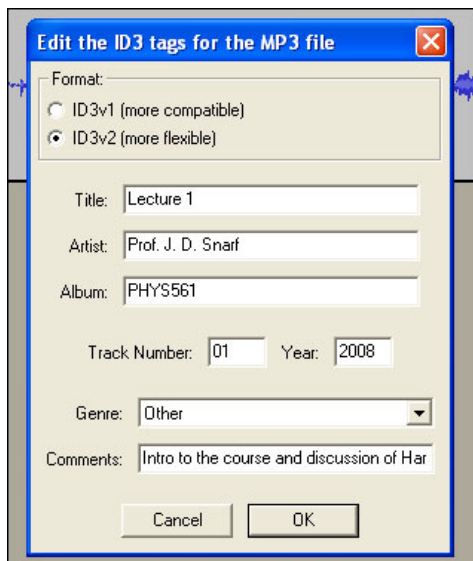 Edit the ID3 tags for the MP3 file
Format:
ID3v1 (more compatible)
ID3v2 (more flexible)
Title: Lecture 1
Artist: Prof. J. D. Snarf
Album: PHYS561
Track Number: 01 Year: 2008
Genre: Other
Comments: Intro to the course and discussion of Har
Cancel OK